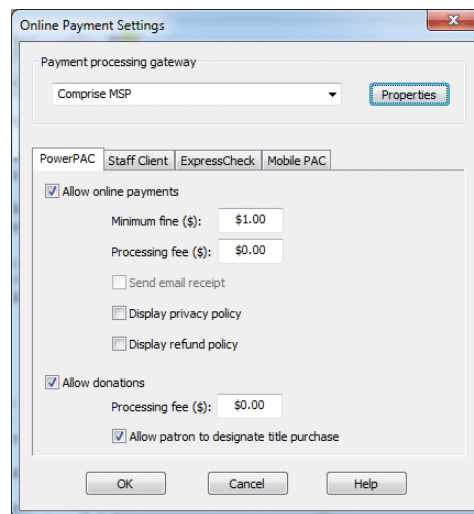 Online Payment Settings
Payment processing gateway
Comprise MSP
Properties
PowerPAC Staff Client ExpressCheck Mobile PAC
Allow online payments
Minimum fine ($): $1.00
Processing fee ($): $0.00
Send email receipt
Display privacy policy
Display refund policy
Allow donations
Processing fee ($): $0.00
Allow patron to designate title purchase
OK Cancel Help